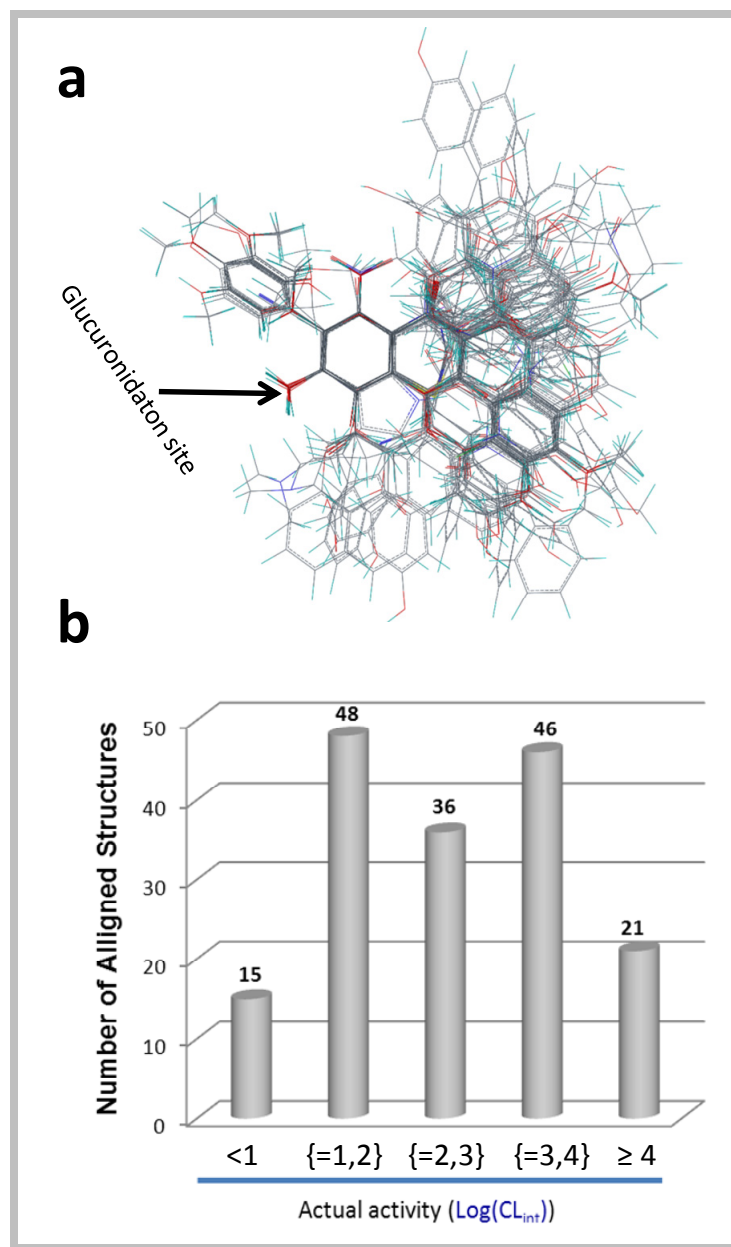 a
Glucuronidaton site
b
Number of Alligned Structures
50
40
30
20
10
0
15
48
36
46
21
<1 {=1,2} {=2,3} {=3,4} ≥ 4
Actual activity (Log(CLint))